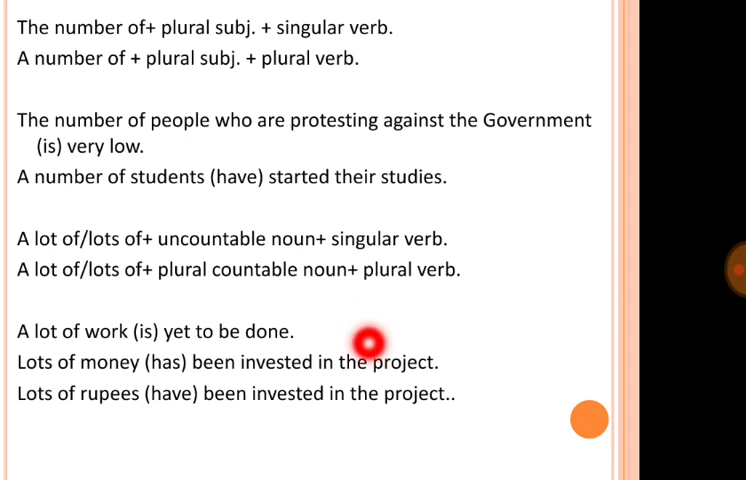 The number of+ plural subj. + singular verb.
A number of + plural subj. + plural verb.
The number of people who are protesting against the Government
(is) very low.
A number of students (have) started their studies.
A lot of/lots of+ uncountable noun+ singular verb.
A lot of/lots of+ plural countable noun+ plural verb.
A lot of work (is) yet to be done.
Lots of money (has) been invested in the project.
Lots of rupees (have) been invested in the project..